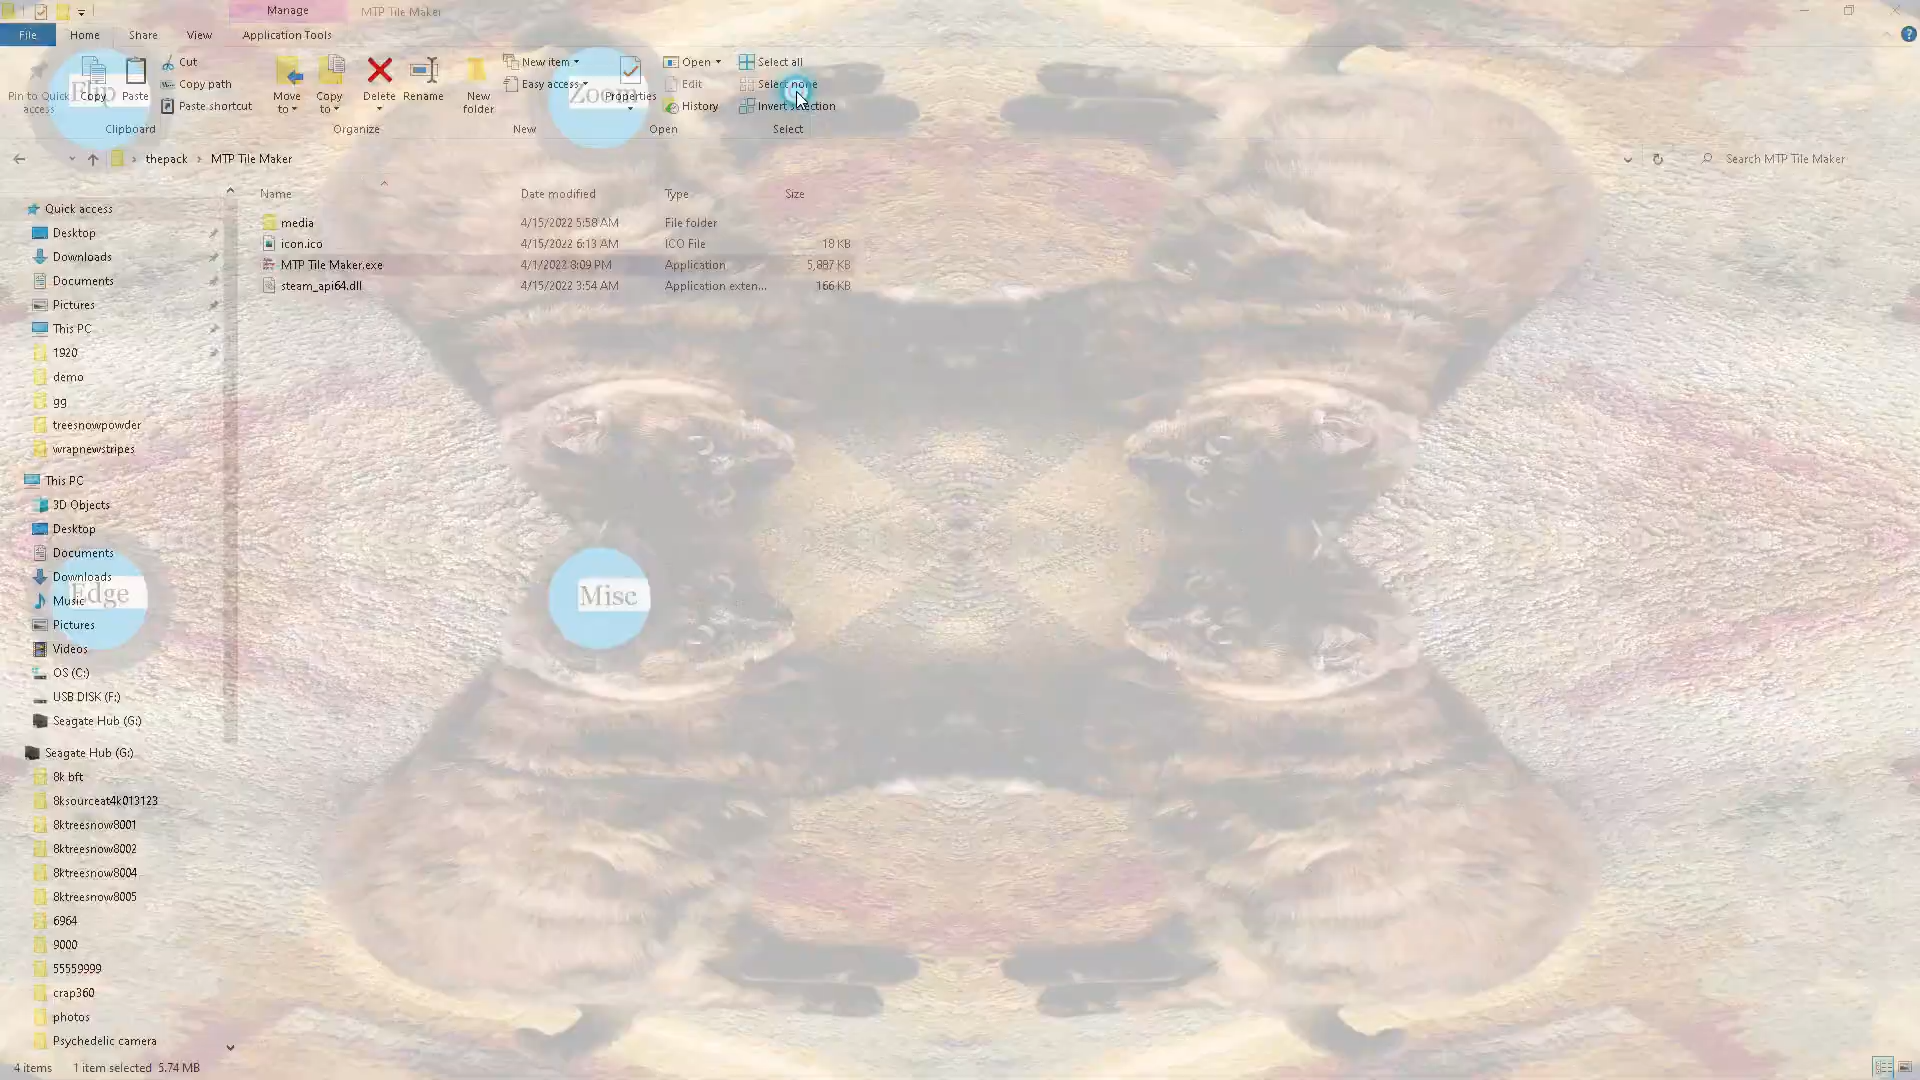 Manage
MTP Tile Maker
File
Home
Share
View
Application Tools
Pin to Quick access
Copy
Paste
Cut
Copy path
Paste shortcut
Clipboard
Move to
Copy to
Delete
Rename
Organize
New folder
New item
Easy access
New
Properties
Open
Edit
History
Open
Select all
Select none
Invert selection
Select
Flip
Zoom
thepack › MTP Tile Maker
Search MTP Tile Maker
Name Date modified Type Size
media 4/15/2022 5:58 AM File folder
icon.ico 4/15/2022 6:13 AM ICO File 18 KB
MTP Tile Maker.exe 4/1/2022 8:09 PM Application 5,887 KB
steam_api64.dll 4/15/2022 3:54 AM Application exten... 166 KB
Quick access
Desktop
Downloads
Documents
Pictures
This PC
1920
demo
gg
treesnowpowder
wrapnewstripes
This PC
3D Objects
Desktop
Documents
Downloads
Edge
Misc
Music
Pictures
Videos
OS (C:)
USB DISK (F:)
Seagate Hub (G:)
Seagate Hub (G:)
8k bft
8ksourceat4k013123
8ktreesnow8001
8ktreesnow8002
8ktreesnow8004
8ktreesnow8005
6964
9000
55559999
crap360
photos
Psychedelic camera
4 items 1 item selected 5.74 MB